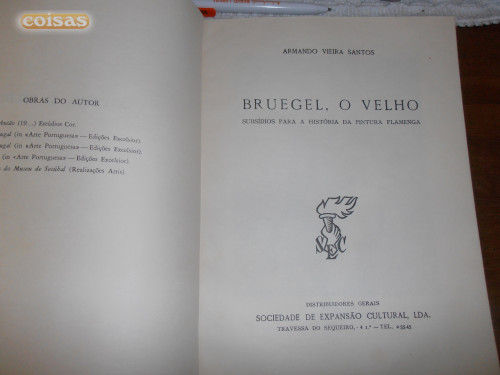 coisas
OBRAS DO AUTOR
(in «Arte Portuguesa» — Edições Excelsior).
(in «Arte Portuguesa» — Edições Excelsior).
(in «Arte Portuguesa» — Edições Excelsior)
do Museu de Setúbal (Realizações Artis).
ARMANDO VIEIRA SANTOS
BRUEGEL, O VELHO
SUBSÍDIOS PARA A HISTÓRIA DA PINTURA FLAMENGA
SEC
DISTRIBUIDORES GERAIS
SOCIEDADE DE EXPANSÃO CULTURAL, LDA.
TRAVESSA DO SEQUEIRO, 4 1.º — TEL.